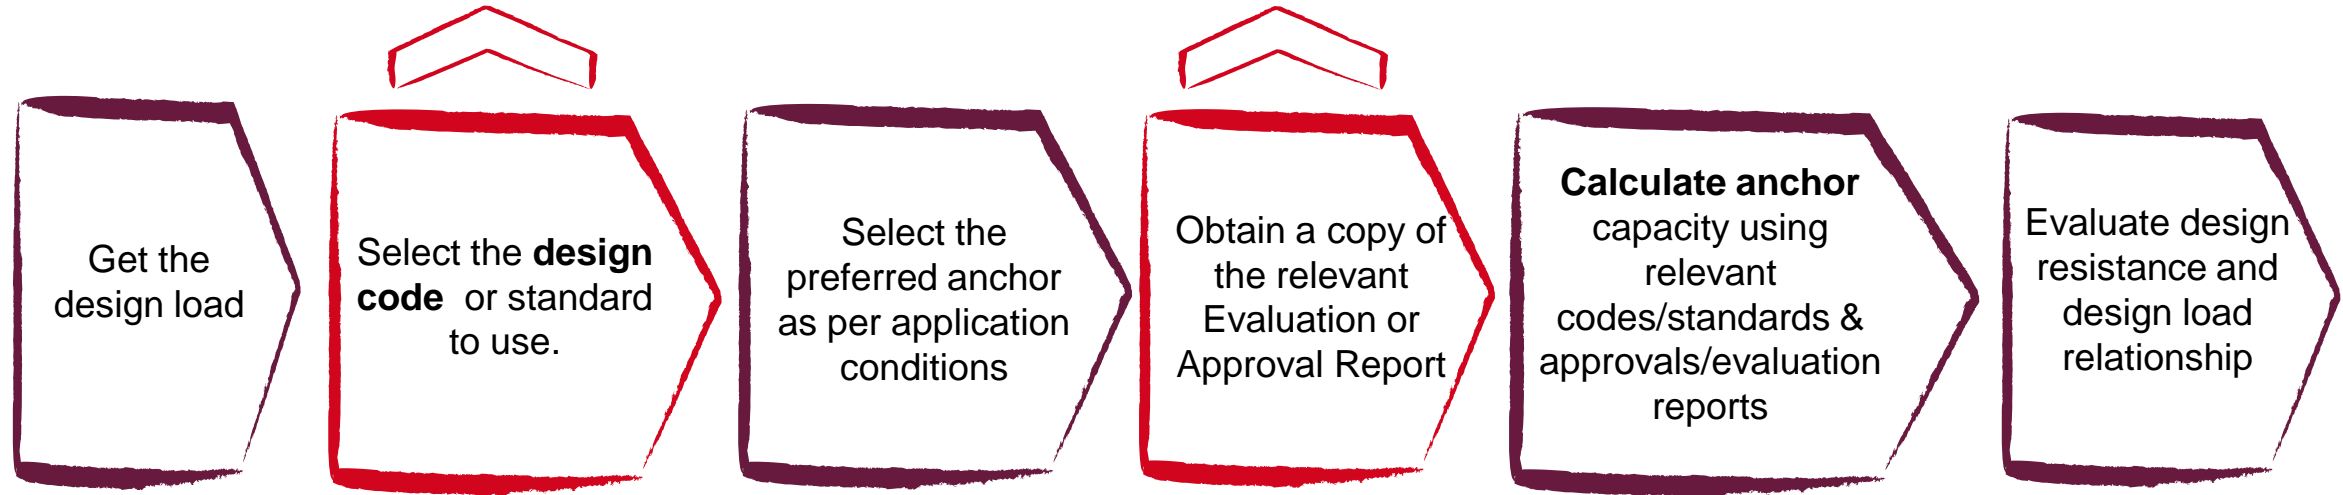 Get the
design load
Select the design
code or standard
to use.
Select the
preferred anchor
as per application
conditions
Obtain a copy of
the relevant
Evaluation or
Approval Report
Calculate anchor
capacity using
relevant
codes/standards &
approvals/evaluation
reports
Evaluate design
resistance and
design load
relationship